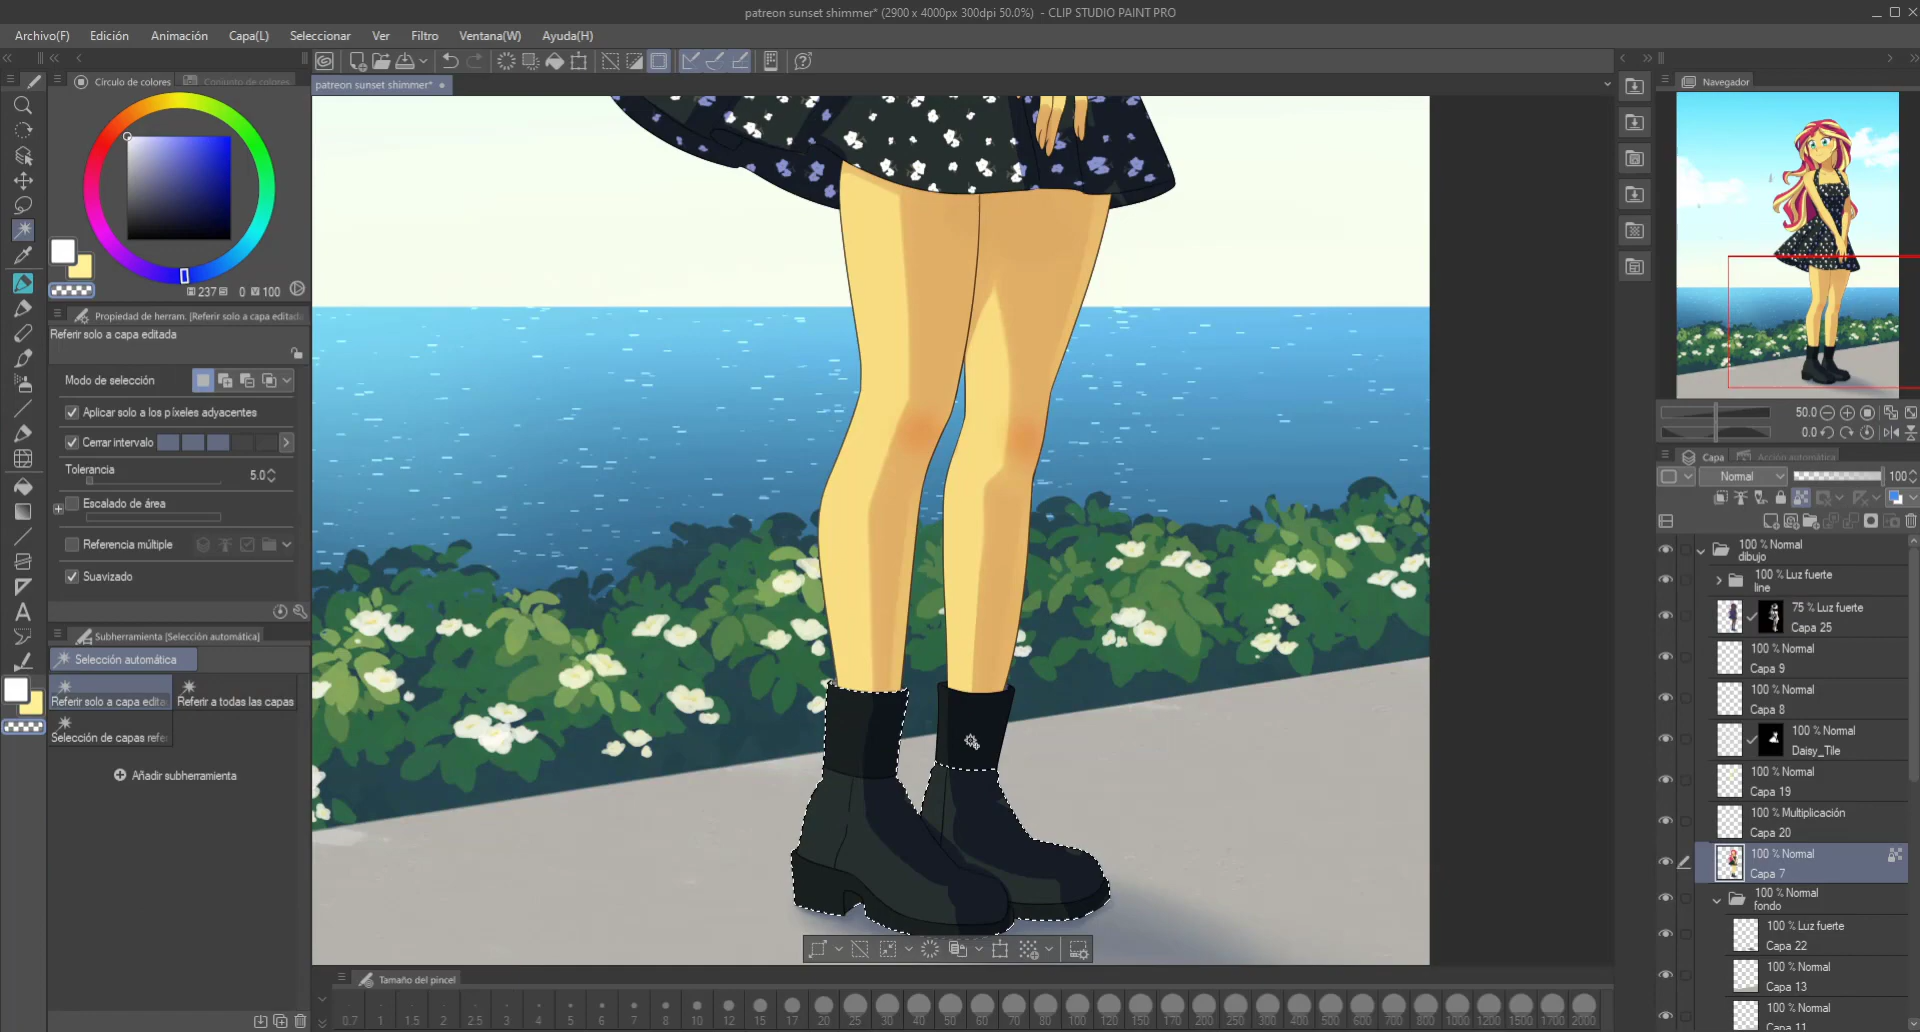 patreon sunset shimmer* (2900 x 4000px 300dpi 50.0%) - CLIP STUDIO PAINT PRO
Archivo(F) Edición Animación Capa(L) Seleccionar Ver Filtro Ventana(W) Ayuda(H)
Círculo de colores Conjunto de colores
patreon sunset shimmer*
Navegador
H 237 S 0 V 100
Propiedad de herram. [Referir solo a capa editada
Referir solo a capa editada
Modo de selección
Aplicar solo a los píxeles adyacentes
Cerrar intervalo
Tolerancia
5.0
Escalado de área
Referencia múltiple
Suavizado
Subherramienta [Selección automática]
Selección automática
Referir solo a capa edita
Referir a todas las capas
Selección de capas refe
Añadir subherramienta
50.0
0.0
Capa Acción automática
Normal 100
100 % Normal
dibujo
100 % Luz fuerte
line
75 % Luz fuerte
Capa 25
100 % Normal
Capa 9
100 % Normal
Capa 8
100 % Normal
Daisy_Tile
100 % Normal
Capa 19
100 % Multiplicación
Capa 20
100 % Normal
Capa 7
100 % Normal
fondo
100 % Luz fuerte
Capa 22
100 % Normal
Capa 13
100 % Normal
Capa 11
Tamaño del pincel
0.7 1 1.5 2 2.5 3 4 5 6 7 8 10 12 15 17 20 25 30 40 50 60 70 80 100 120 150 170 200 250 300 400 500 600 700 800 1000 1200 1500 1700 2000